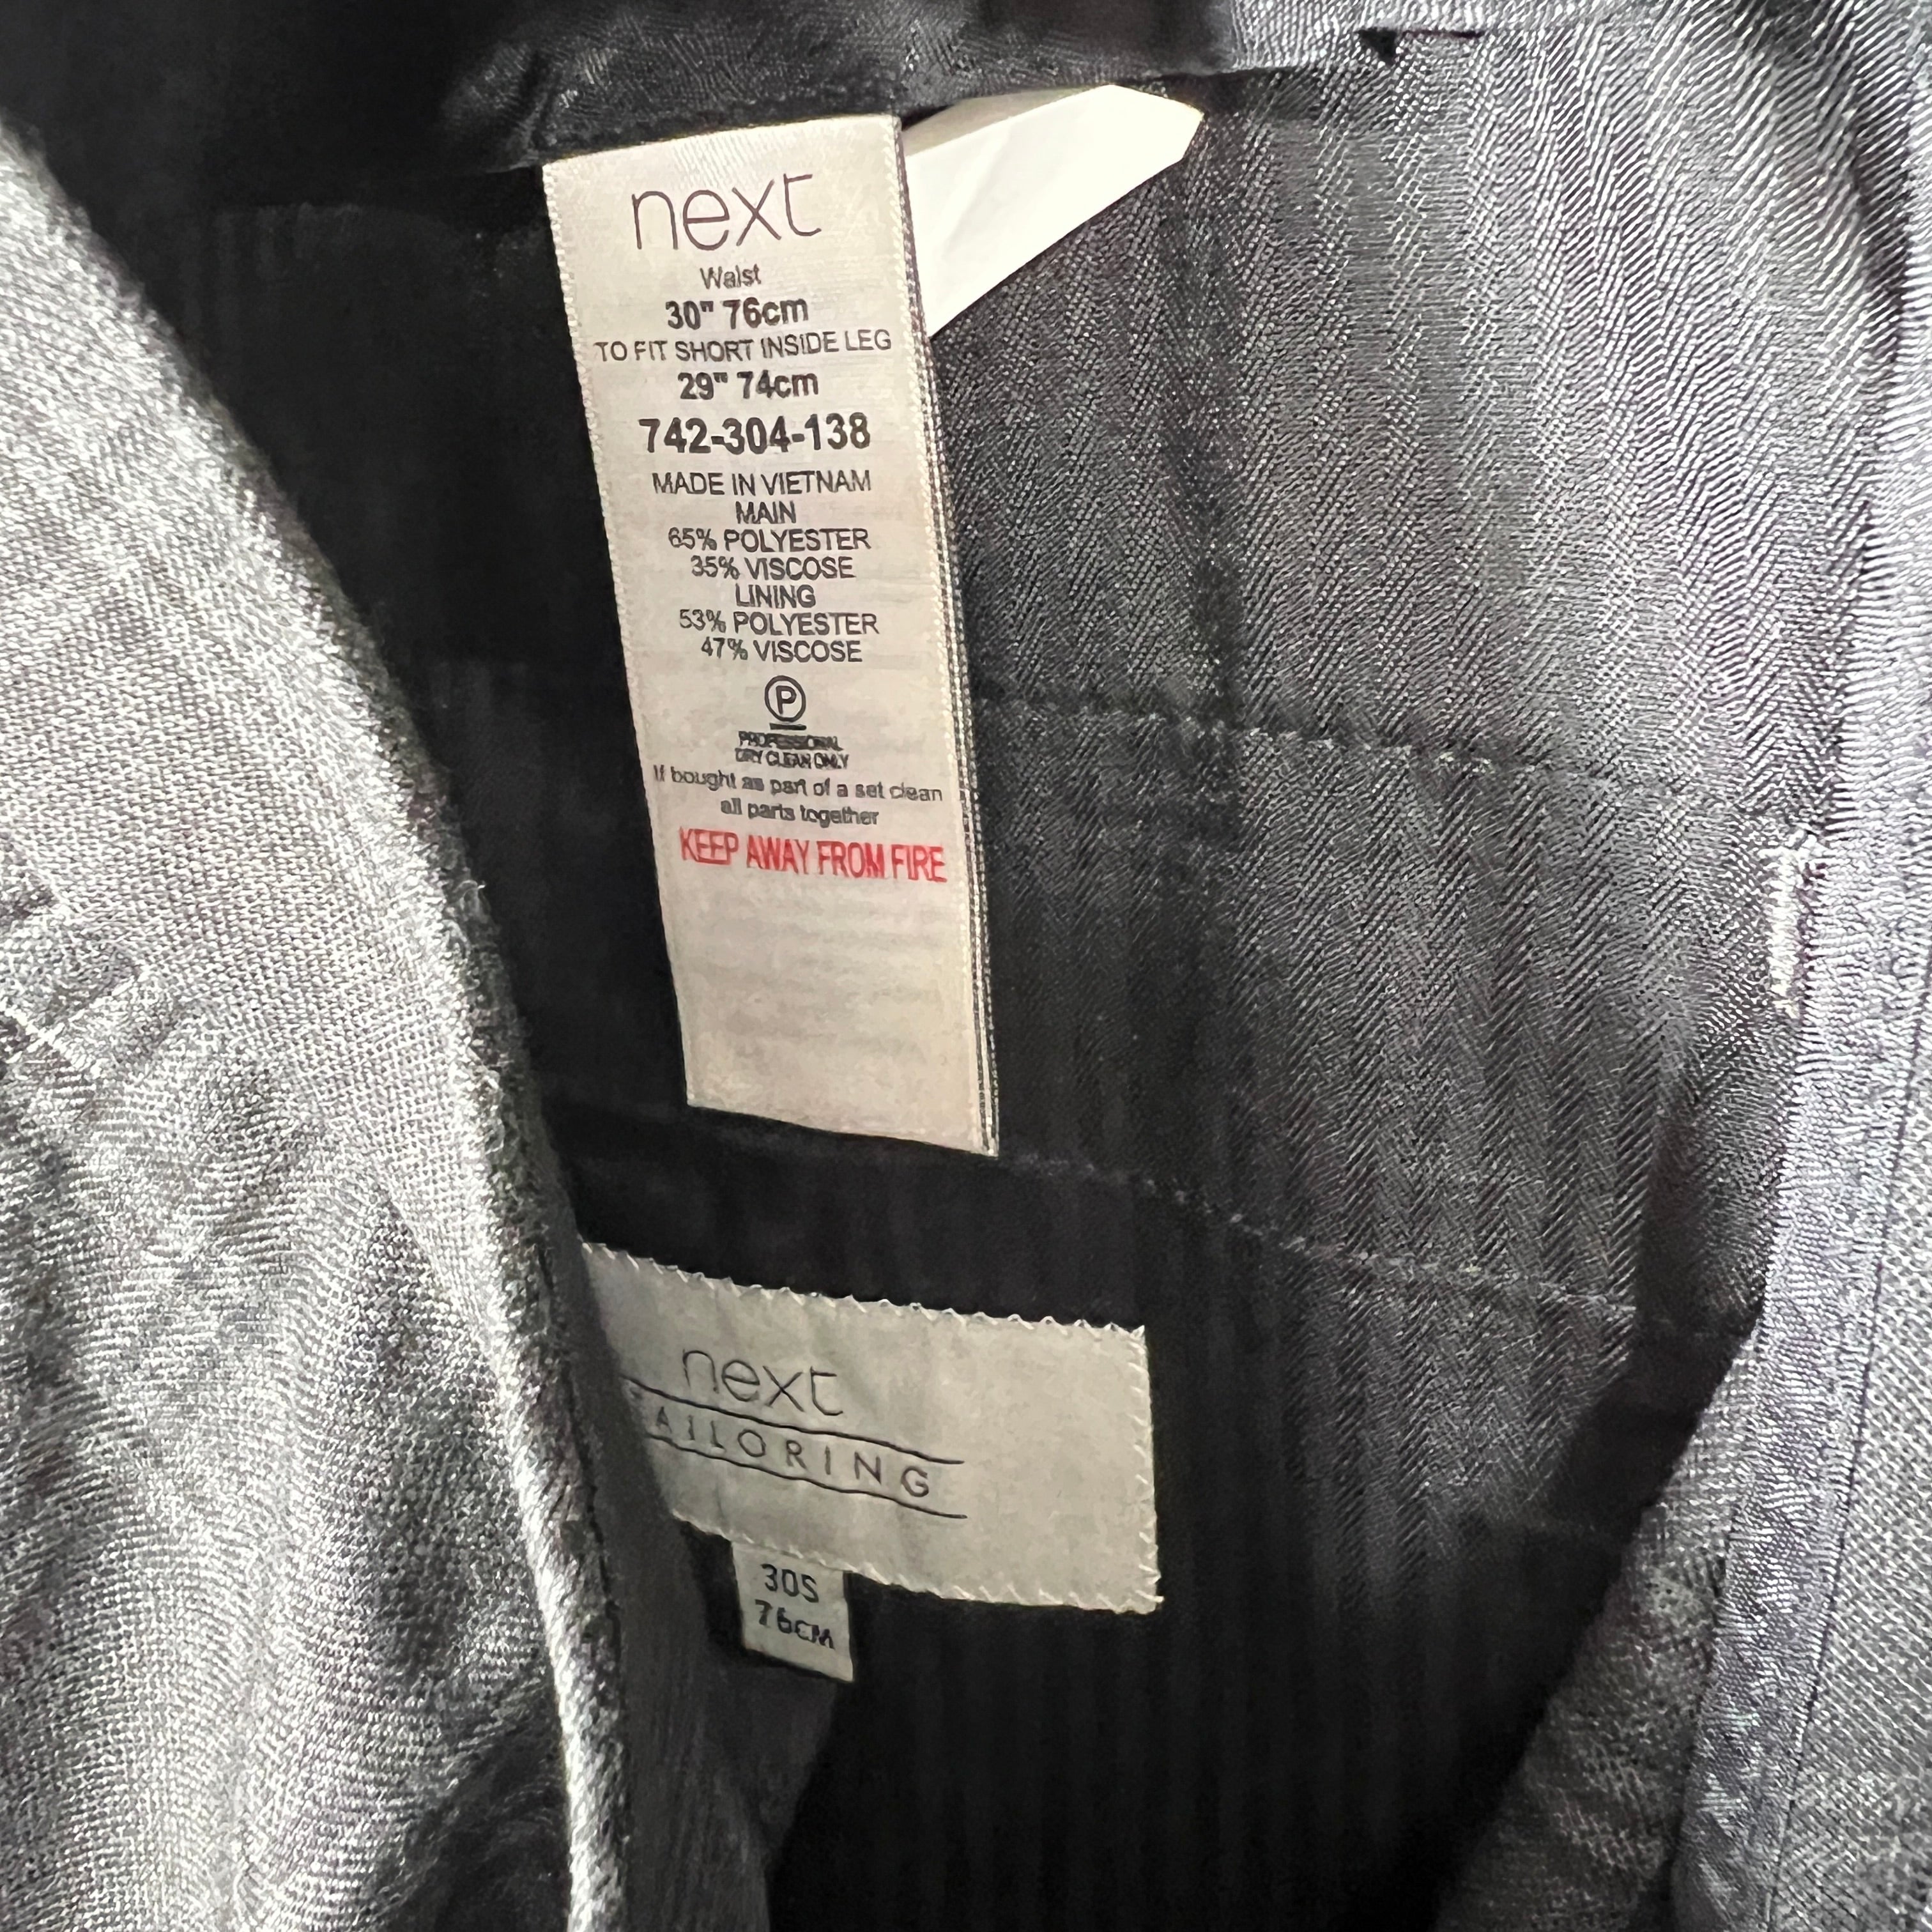 next
Waist
30" 76cm
TO FIT SHORT INSIDE LEG
29" 74cm
742-304-138
MADE IN VIETNAM
MAIN
65% POLYESTER
35% VISCOSE
LINING
53% POLYESTER
47% VISCOSE
P
PROFESSIONAL
DRY CLEAN ONLY
If bought as part of a set clean
all parts together
KEEP AWAY FROM FIRE
next
AILORING
30S
76CM